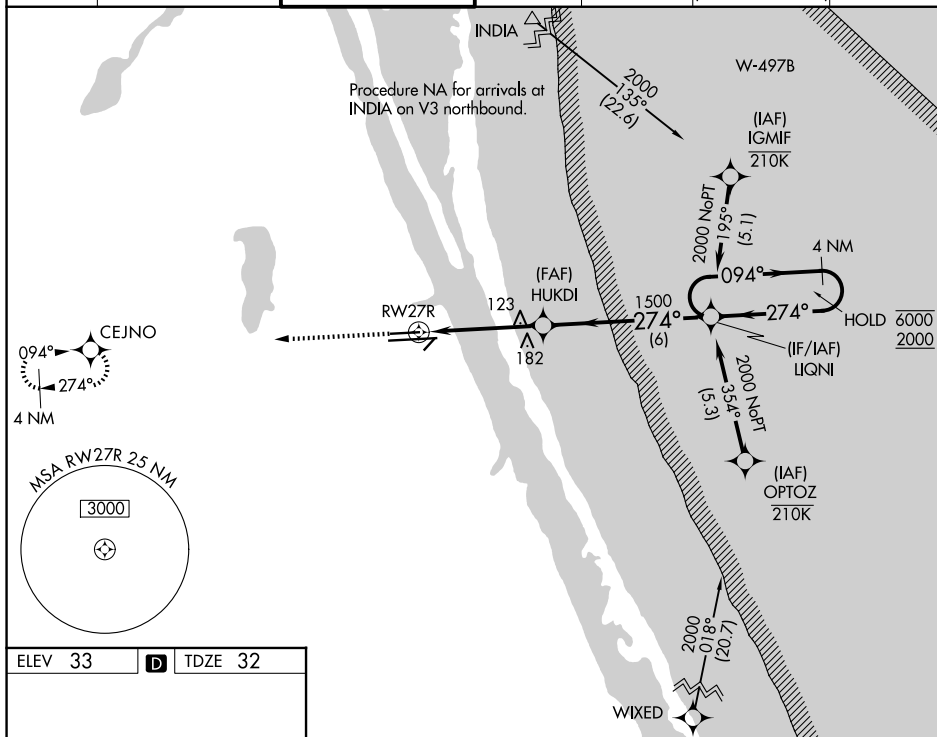 INDIA
Procedure NA for arrivals at
INDIA on V3 northbound.
2000
135°
(22.6)
W-497B
(IAF)
IGMIF
210K
2000 NoPT
195°
(5.1)
4 NM
094°
274°
HOLD 6000
2000
(IF/IAF)
LIQNI
(FAF)
HUKDI
1500
274°
(6)
123
182
RW27R
CEJNO
094°
274°
4 NM
2000 NoPT
354°
(5.3)
(IAF)
OPTOZ
210K
MSA RW27R 25 NM
3000
2000
018°
(20.7)
WIXED
ELEV 33 D TDZE 32